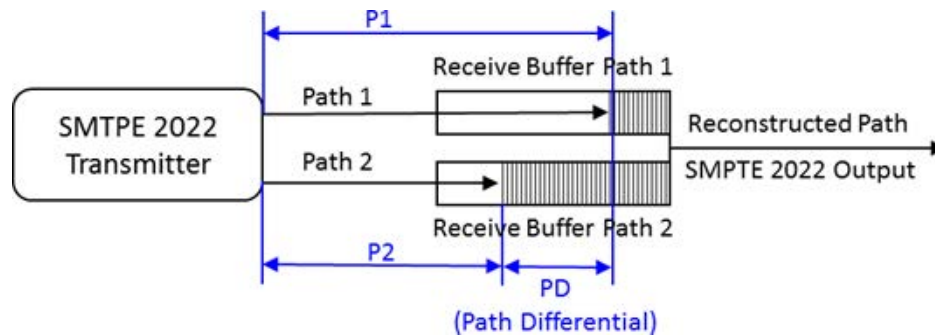 P1
Receive Buffer Path 1
Path 1
SMTPE 2022
Transmitter
Reconstructed Path
Path 2
SMPTE 2022 Output
Receive Buffer Path 2
P2
PD
(Path Differential)